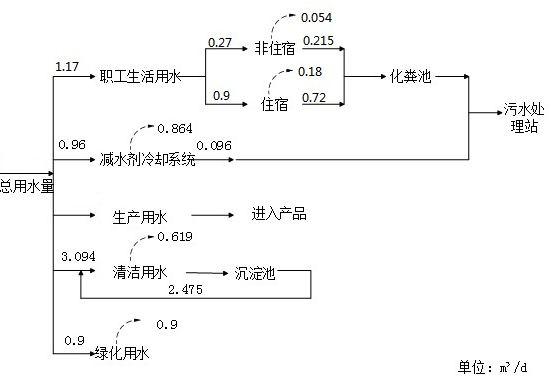 0.054
0.27
非住宿
0.215
1.17
职工生活用水
0.18
化粪池
0.9
住宿
0.72
污水处
理站
0.96
0.864
减水剂冷却系统
0.096
总用水量
生产用水
进入产品
0.619
3.094
清洁用水
沉淀池
2.475
0.9
0.9
绿化用水
单位：m³/d